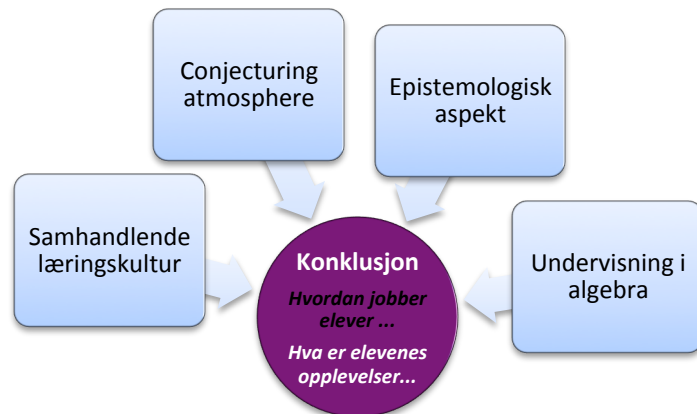 Conjecturing
atmosphere
Epistemologisk
aspekt
Samhandlende
læringskultur
Undervisning i
algebra
Konklusjon
Hvordan jobber
elever ...
Hva er elevenes
opplevelser...